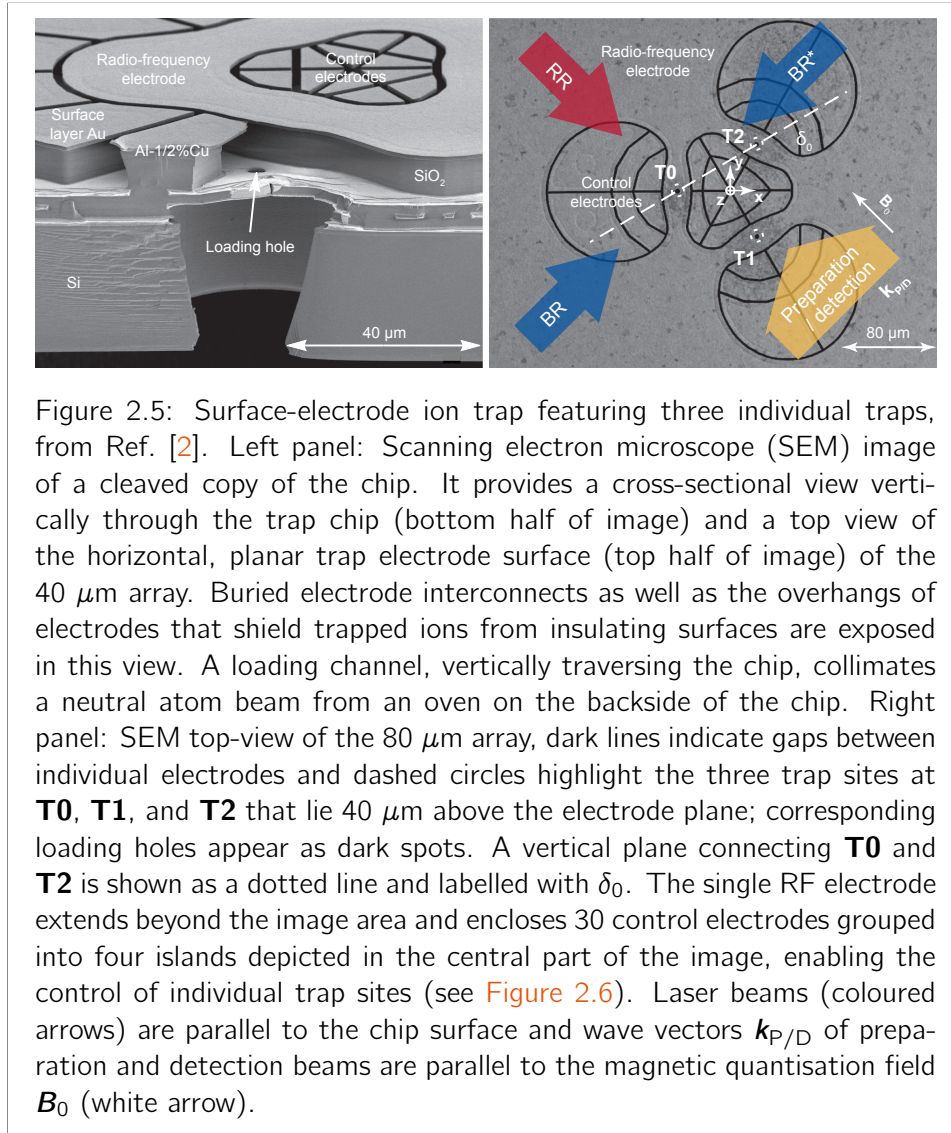 Radio-frequency
electrode
Control
electrodes
Surface
layer Au
Al-1/2%Cu
SiO₂
Loading hole
Si
40 µm
Radio-frequency
electrode
RR
BR*
T2
δ₀
T0
y
Control
electrodes
z
x
B₀
T1
BR
Preparation
detection
k_P/D
80 µm
Figure 2.5: Surface-electrode ion trap featuring three individual traps,
from Ref. [2]. Left panel: Scanning electron microscope (SEM) image
of a cleaved copy of the chip. It provides a cross-sectional view verti-
cally through the trap chip (bottom half of image) and a top view of
the horizontal, planar trap electrode surface (top half of image) of the
40 µm array. Buried electrode interconnects as well as the overhangs of
electrodes that shield trapped ions from insulating surfaces are exposed
in this view. A loading channel, vertically traversing the chip, collimates
a neutral atom beam from an oven on the backside of the chip. Right
panel: SEM top-view of the 80 µm array, dark lines indicate gaps between
individual electrodes and dashed circles highlight the three trap sites at
T0, T1, and T2 that lie 40 µm above the electrode plane; corresponding
loading holes appear as dark spots. A vertical plane connecting T0 and
T2 is shown as a dotted line and labelled with δ₀. The single RF electrode
extends beyond the image area and encloses 30 control electrodes grouped
into four islands depicted in the central part of the image, enabling the
control of individual trap sites (see Figure 2.6). Laser beams (coloured
arrows) are parallel to the chip surface and wave vectors k_P/D of prepa-
ration and detection beams are parallel to the magnetic quantisation field
B₀ (white arrow).